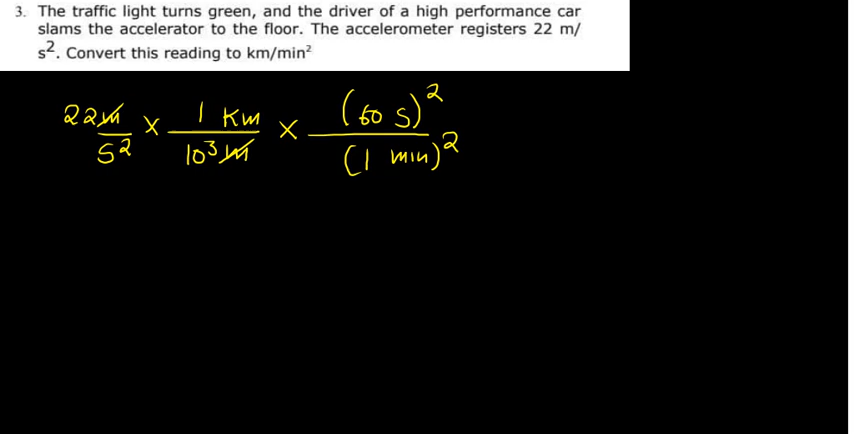 3. The traffic light turns green, and the driver of a high performance car
slams the accelerator to the floor. The accelerometer registers 22 m/
s². Convert this reading to km/min²
22m/s² × 1 Km/10³ m × (60 s)²/(1 min)²